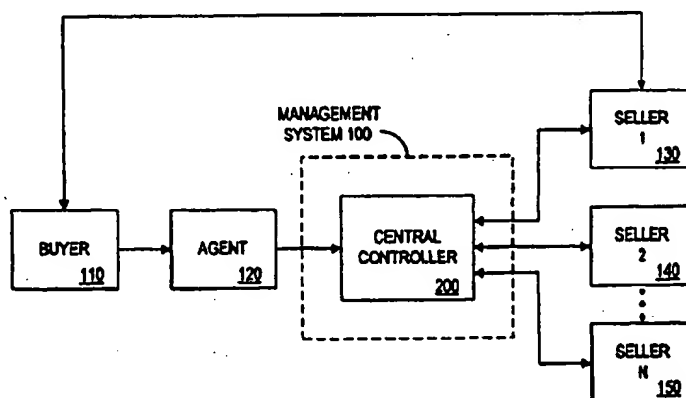 MANAGEMENT
SYSTEM 100
BUYER
110
AGENT
120
CENTRAL
CONTROLLER
200
SELLER
1
130
SELLER
2
140
SELLER
N
150